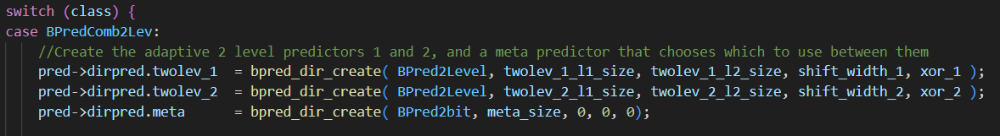 switch (class) {
case BPredComb2Lev:
//Create the adaptive 2 level predictors 1 and 2, and a meta predictor that chooses which to use between them
pred->dirpred.twolev_1  = bpred_dir_create( BPred2Level, twolev_1_l1_size, twolev_1_l2_size, shift_width_1, xor_1 );
pred->dirpred.twolev_2  = bpred_dir_create( BPred2Level, twolev_2_l1_size, twolev_2_l2_size, shift_width_2, xor_2 );
pred->dirpred.meta      = bpred_dir_create( BPred2bit, meta_size, 0, 0, 0);